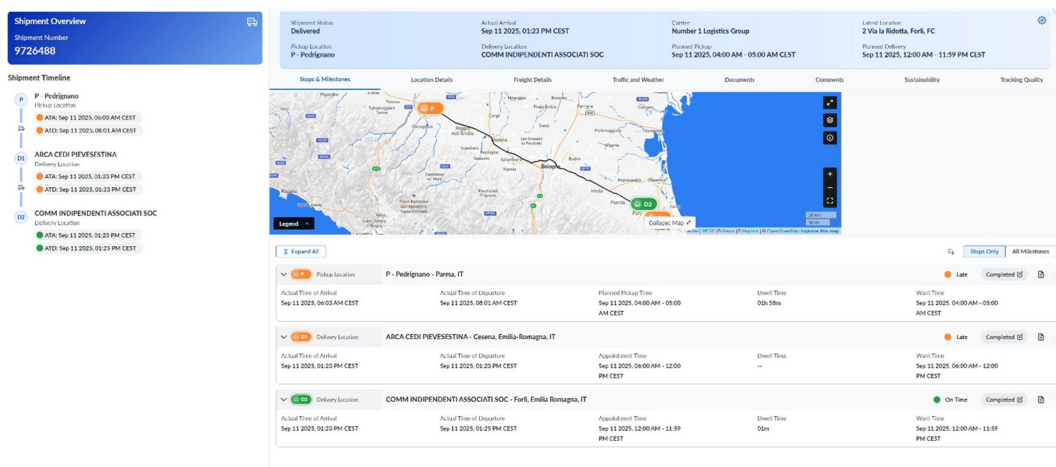 Shipment Overview
Shipment Number
9726488
Shipment Timeline
P
P - Pedrignano
Pickup Location
ATA: Sep 11 2025, 06:03 AM CEST
ATD: Sep 11 2025, 08:01 AM CEST
D1
ARCA CEDI PIEVESESTINA
Delivery Location
ATA: Sep 11 2025, 01:23 PM CEST
ATD: Sep 11 2025, 01:23 PM CEST
D2
COMM INDIPENDENTI ASSOCIATI SOC
Delivery Location
ATA: Sep 11 2025, 01:23 PM CEST
ATD: Sep 11 2025, 01:25 PM CEST
Shipment Status
Delivered
Actual Arrival
Sep 11 2025, 01:23 PM CEST
Carrier
Number 1 Logistics Group
Latest Location
2 Via la Ridotta, Forlì, FC
Pickup Location
P - Pedrignano
Delivery Location
COMM INDIPENDENTI ASSOCIATI SOC
Planned Pickup
Sep 11 2025, 04:00 AM - 05:00 AM CEST
Planned Delivery
Sep 11 2025, 12:00 AM - 11:59 PM CEST
Stops & Milestones
Location Details
Freight Details
Traffic and Weather
Documents
Comments
Sustainability
Tracking Quality
P
Bologna
Imola
Faenza
D2
Legend
Collapse Map
Improve this map
Expand All
Stops Only
All Milestones
P
Pickup Location
P - Pedrignano - Parma, IT
Late
Completed
Actual Time of Arrival
Sep 11 2025, 06:03 AM CEST
Actual Time of Departure
Sep 11 2025, 08:01 AM CEST
Planned Pickup Time
Sep 11 2025, 04:00 AM - 05:00
AM CEST
Dwell Time
01h 58m
Want Time
Sep 11 2025, 04:00 AM - 05:00
AM CEST
D1
Delivery Location
ARCA CEDI PIEVESESTINA - Cesena, Emilia-Romagna, IT
Late
Completed
Actual Time of Arrival
Sep 11 2025, 01:23 PM CEST
Actual Time of Departure
Sep 11 2025, 01:23 PM CEST
Appointment Time
Sep 11 2025, 06:00 AM - 12:00
PM CEST
Dwell Time
--
Want Time
Sep 11 2025, 06:00 AM - 12:00
PM CEST
D2
Delivery Location
COMM INDIPENDENTI ASSOCIATI SOC - Forlì, Emilia Romagna, IT
On Time
Completed
Actual Time of Arrival
Sep 11 2025, 01:23 PM CEST
Actual Time of Departure
Sep 11 2025, 01:25 PM CEST
Appointment Time
Sep 11 2025, 12:00 AM - 11:59
PM CEST
Dwell Time
01m
Want Time
Sep 11 2025, 12:00 AM - 11:59
PM CEST